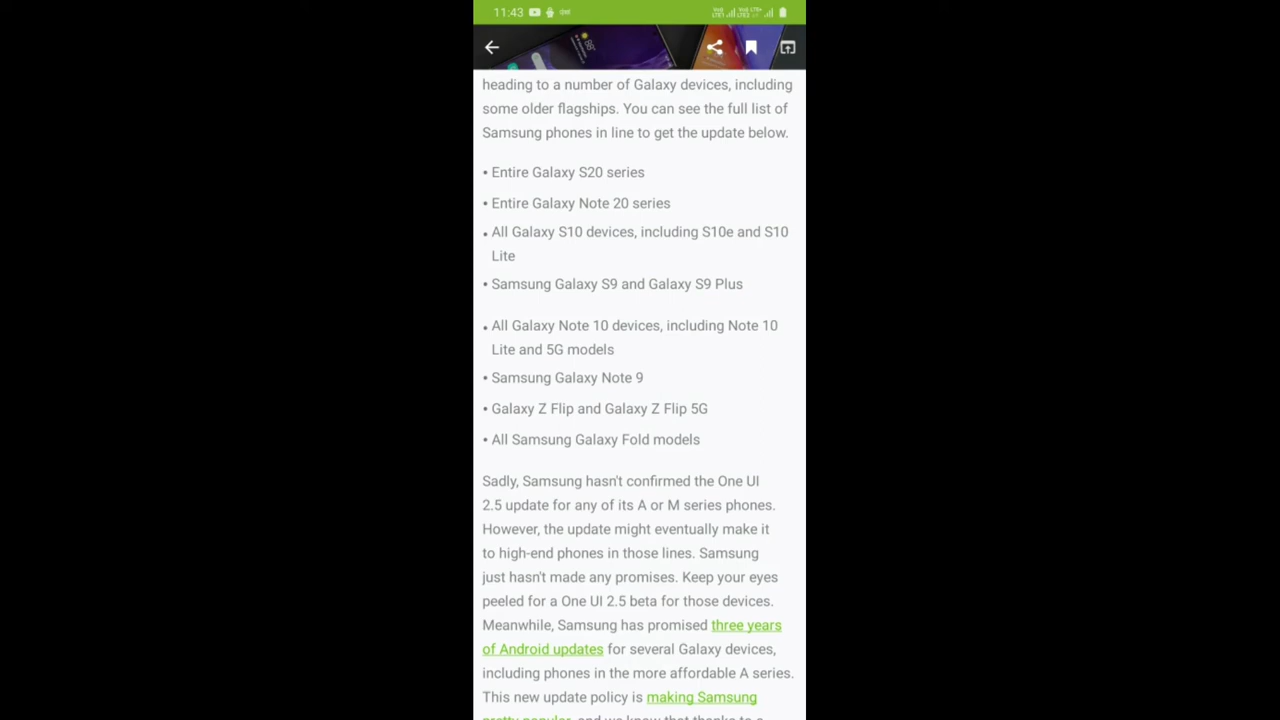 11:43
heading to a number of Galaxy devices, including
some older flagships. You can see the full list of
Samsung phones in line to get the update below.
• Entire Galaxy S20 series
• Entire Galaxy Note 20 series
• All Galaxy S10 devices, including S10e and S10
Lite
• Samsung Galaxy S9 and Galaxy S9 Plus
• All Galaxy Note 10 devices, including Note 10
Lite and 5G models
• Samsung Galaxy Note 9
• Galaxy Z Flip and Galaxy Z Flip 5G
• All Samsung Galaxy Fold models
Sadly, Samsung hasn't confirmed the One UI
2.5 update for any of its A or M series phones.
However, the update might eventually make it
to high-end phones in those lines. Samsung
just hasn't made any promises. Keep your eyes
peeled for a One UI 2.5 beta for those devices.
Meanwhile, Samsung has promised three years
of Android updates for several Galaxy devices,
including phones in the more affordable A series.
This new update policy is making Samsung
pretty popular, and we know that thanks to a